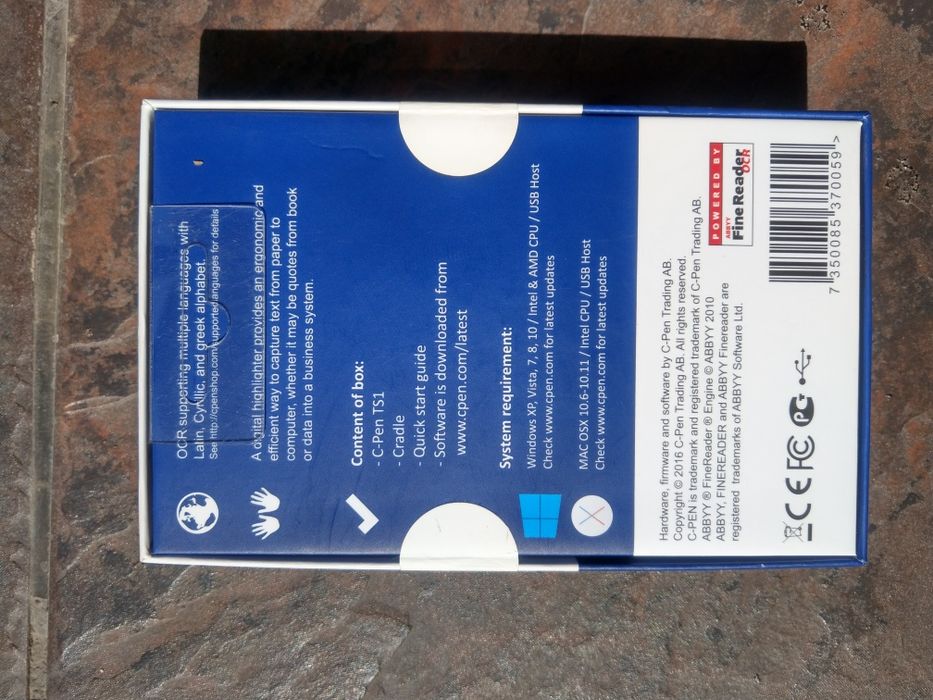 OCR supporting multiple languages with
Latin, CyNllic, and greek alphabet.
See http://cpenshop.com/supportedlanguages for details
A digital highlighter provides an ergonomic and
efficient way to capture text from paper to
computer, whether it may be quotes from book
or data into a business system.
Content of box:
- C-Pen TS1
- Cradle
- Quick start guide
- Software is downloaded from
www.cpen.com/latest
System requirement:
Windows XP, Vista, 7, 8, 10 / Intel & AMD CPU / USB Host
Check www.cpen.com for latest updates
MAC OSX 10.6-10.11 / Intel CPU / USB Host
Check www.cpen.com for latest updates
Hardware, firmware and software by C-Pen Trading AB.
Copyright © 2016 C-Pen Trading AB. All rights reserved.
C-PEN is trademark and registered trademark of C-Pen Trading AB.
ABBYY ® FineReader ® Engine © ABBYY 2010
ABBYY, FINEREADER and ABBYY Finereader are
registered trademarks of ABBYY Software Ltd.
POWERED BY
ABBYY
FineReader
OCR
CE FC PG
7 350085 370059 >